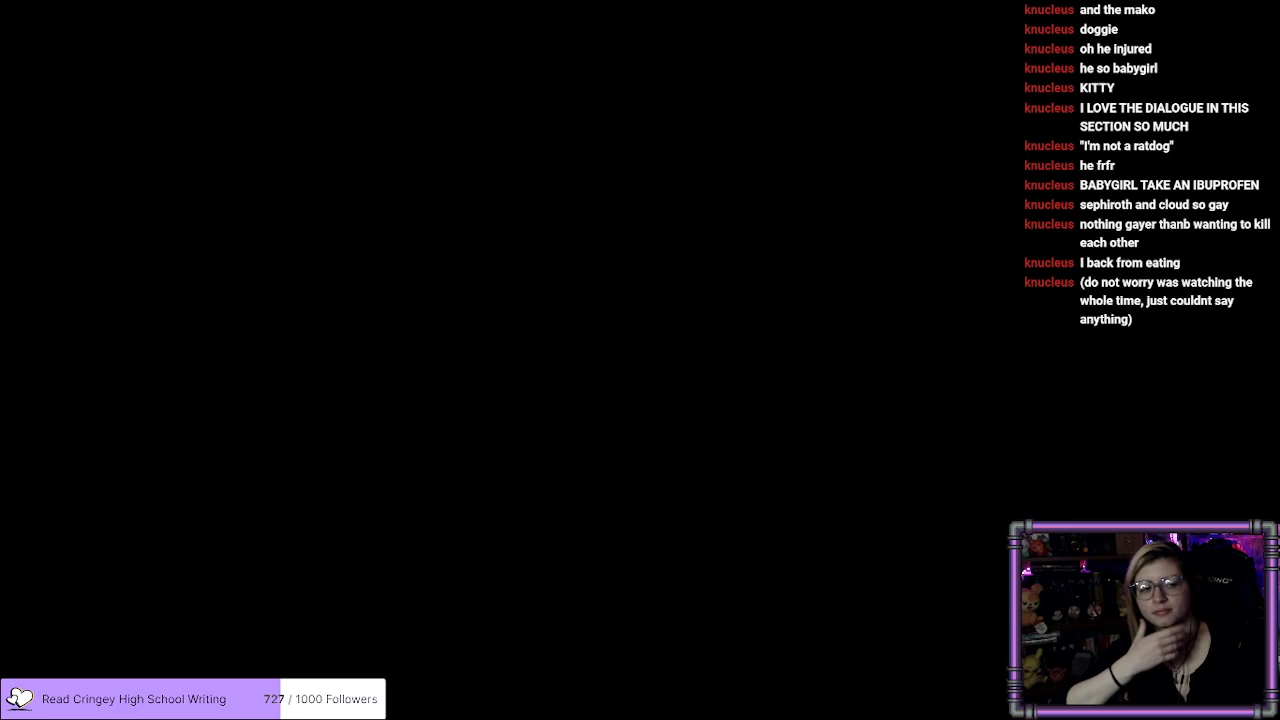 knucleus and the mako
knucleus doggie
knucleus oh he injured
knucleus he so babygirl
knucleus KITTY
knucleus I LOVE THE DIALOGUE IN THIS
SECTION SO MUCH
knucleus "I'm not a ratdog"
knucleus he frfr
knucleus BABYGIRL TAKE AN IBUPROFEN
knucleus sephiroth and cloud so gay
knucleus nothing gayer thanb wanting to kill
each other
knucleus I back from eating
knucleus (do not worry was watching the
whole time, just couldnt say
anything)
Read Cringey High School Writing 727 / 1000 Followers